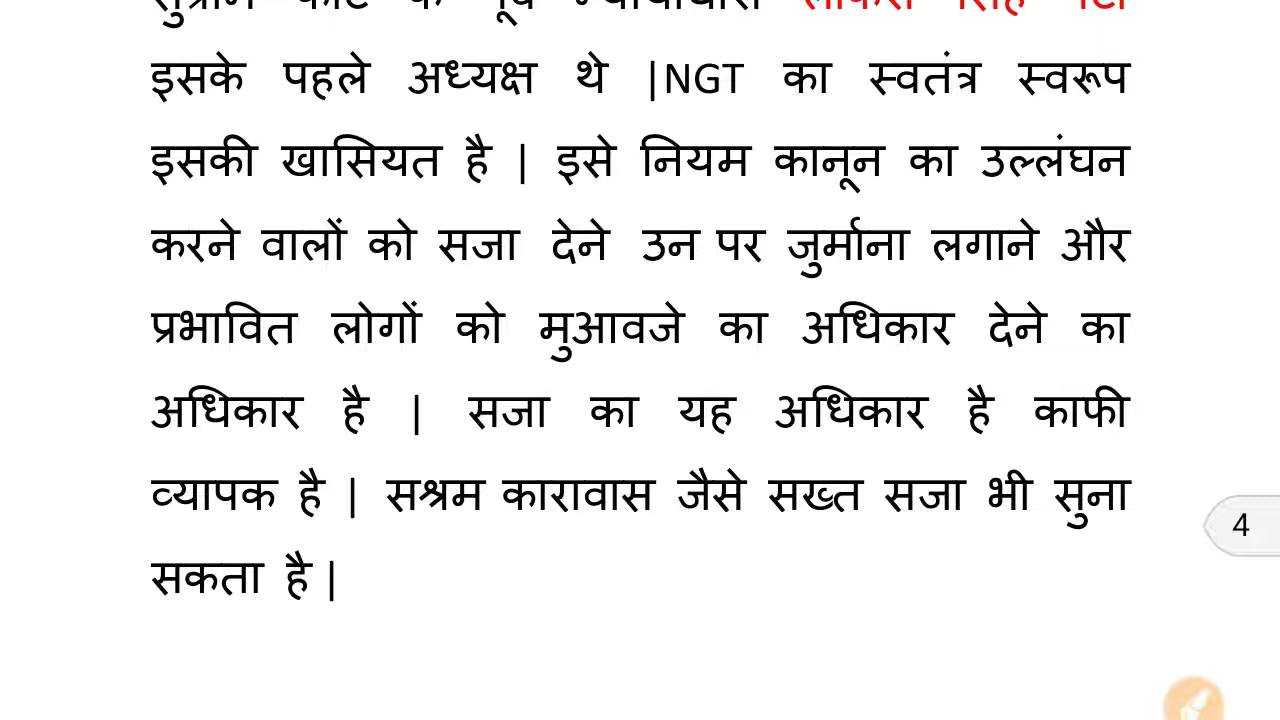 इसके पहले अध्यक्ष थे |NGT का स्वतंत्र स्वरूप
इसकी खासियत है | इसे नियम कानून का उल्लंघन
करने वालों को सजा देने उन पर जुर्माना लगाने और
प्रभावित लोगों को मुआवजे का अधिकार देने का
अधिकार है | सजा का यह अधिकार है काफी
व्यापक है | सश्रम कारावास जैसे सख्त सजा भी सुना
सकता है |
4